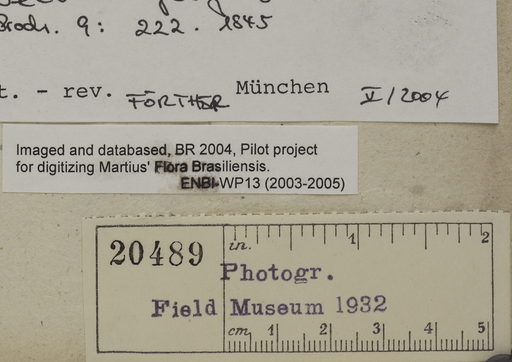 Prodr. 9: 222. 1845
t. - rev. FÖRTHER München V/2004
Imaged and databased, BR 2004, Pilot project
for digitizing Martius' Flora Brasiliensis.
ENBI-WP13 (2003-2005)
20489
in. 1 2
Photogr.
Field Museum 1932
cm. 1 2 3 4 5